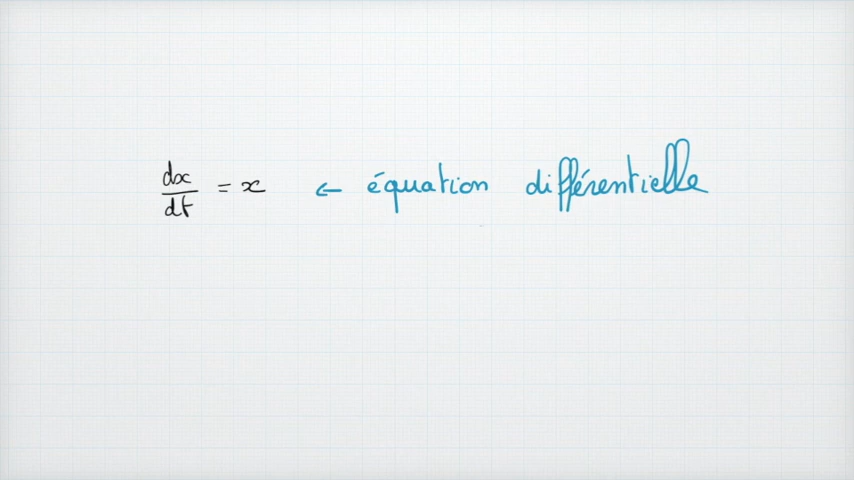 dx/dt = x ← équation différentielle